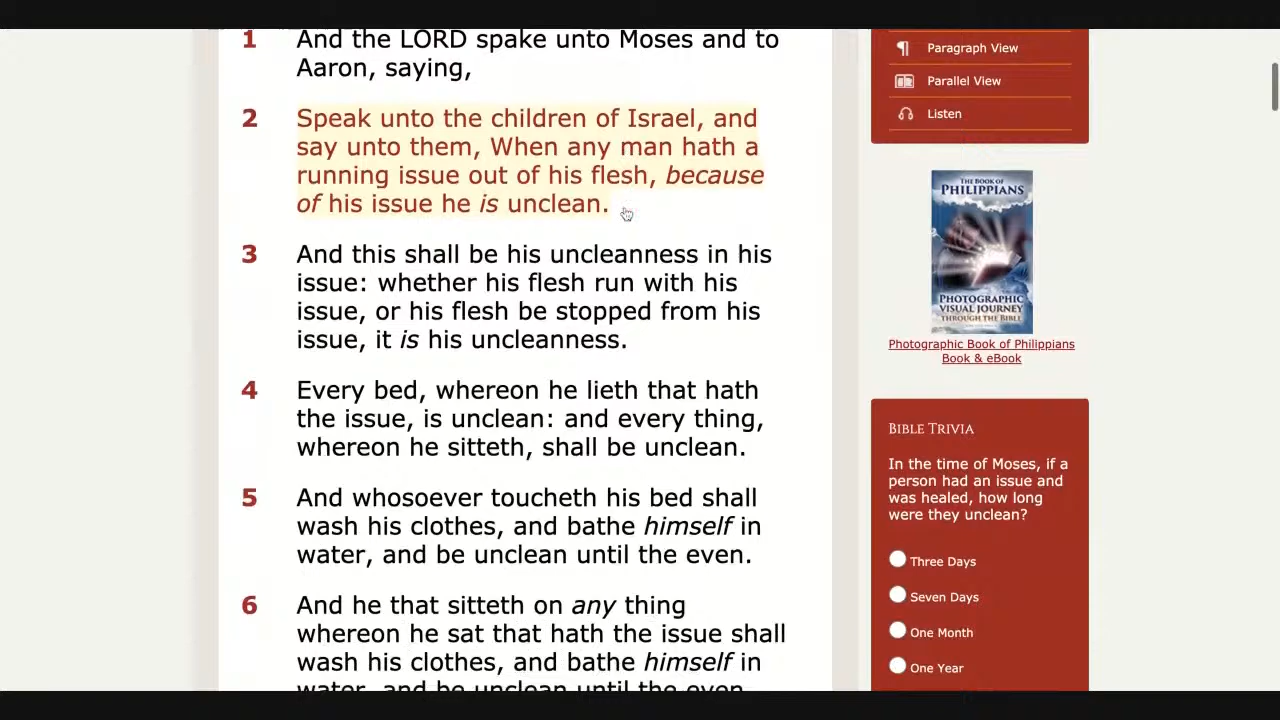 1 And the LORD spake unto Moses and to
Aaron, saying,
2 Speak unto the children of Israel, and
say unto them, When any man hath a
running issue out of his flesh, because
of his issue he is unclean.
3 And this shall be his uncleanness in his
issue: whether his flesh run with his
issue, or his flesh be stopped from his
issue, it is his uncleanness.
4 Every bed, whereon he lieth that hath
the issue, is unclean: and every thing,
whereon he sitteth, shall be unclean.
5 And whosoever toucheth his bed shall
wash his clothes, and bathe himself in
water, and be unclean until the even.
6 And he that sitteth on any thing
whereon he sat that hath the issue shall
wash his clothes, and bathe himself in
water, and be unclean until the even
Paragraph View
Parallel View
Listen
THE BOOK OF
PHILIPPIANS
PHOTOGRAPHIC
VISUAL JOURNEY
THROUGH THE BIBLE
Photographic Book of Philippians
Book & eBook
BIBLE TRIVIA
In the time of Moses, if a
person had an issue and
was healed, how long
were they unclean?
Three Days
Seven Days
One Month
One Year